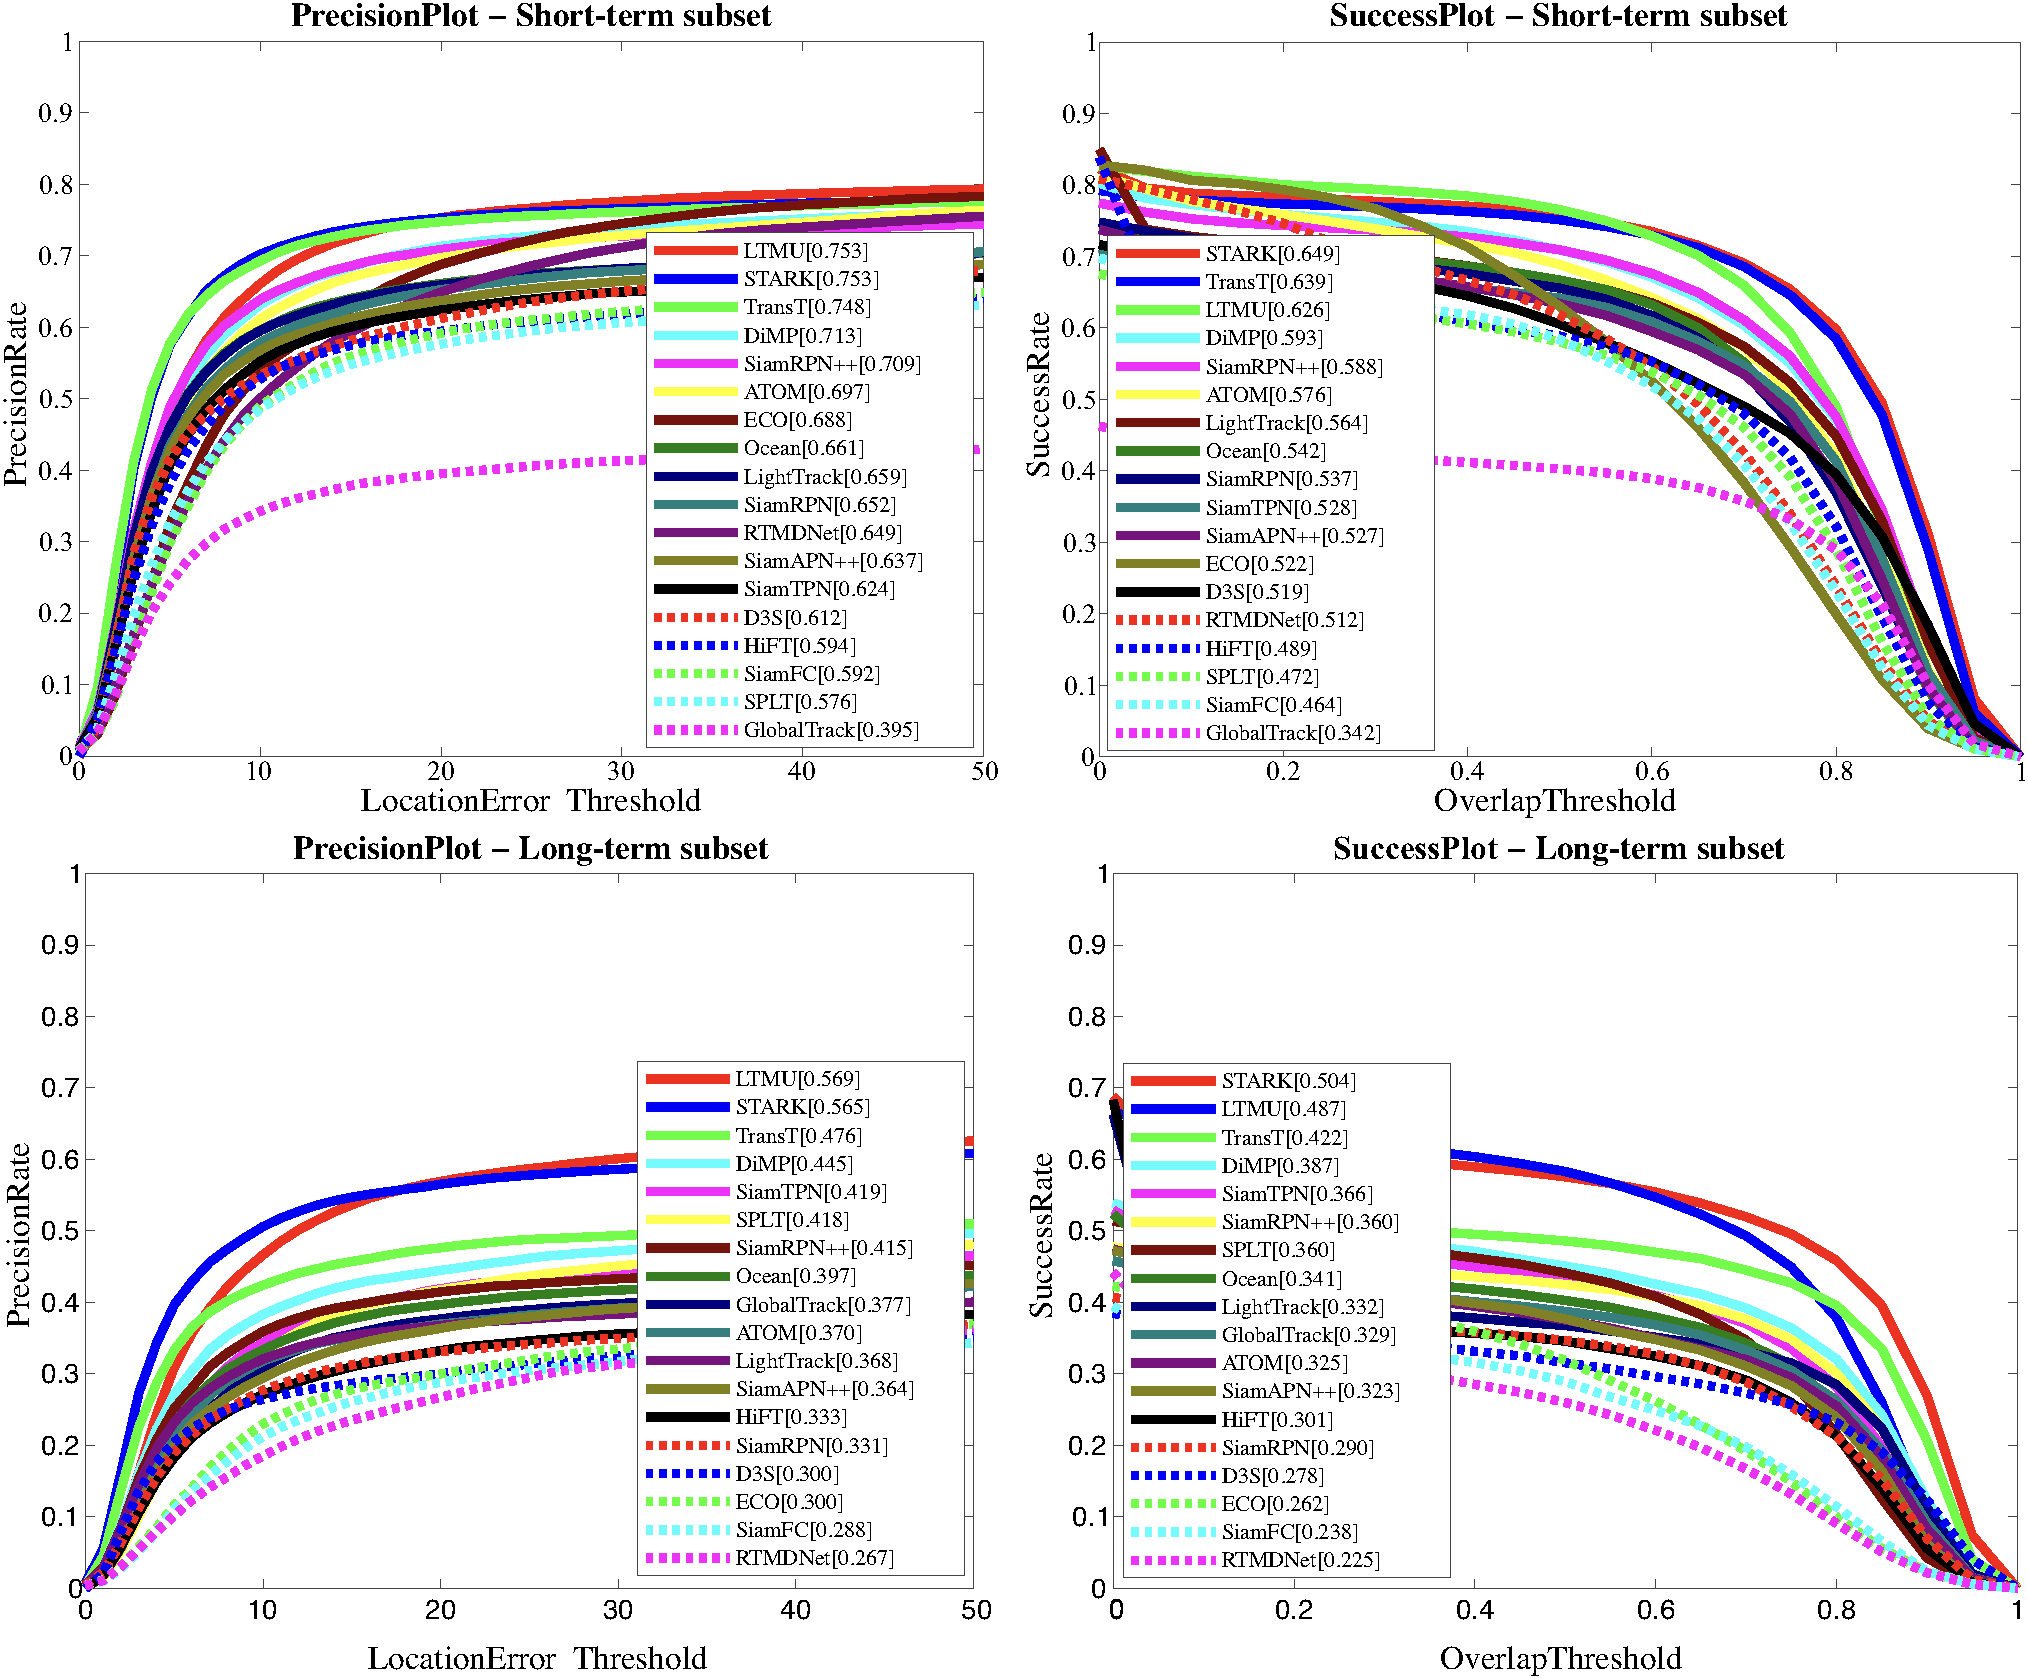 PrecisionPlot – Short-term subset
1
0.9
0.8
0.7
0.6
0.5
0.4
0.3
0.2
0.1
0
0
10
20
30
40
50
PrecisionRate
LocationError Threshold
LTMU[0.753]
STARK[0.753]
TransT[0.748]
DiMP[0.713]
SiamRPN++[0.709]
ATOM[0.697]
ECO[0.688]
Ocean[0.661]
LightTrack[0.659]
SiamRPN[0.652]
RTMDNet[0.649]
SiamAPN++[0.637]
SiamTPN[0.624]
D3S[0.612]
HiFT[0.594]
SiamFC[0.592]
SPLT[0.576]
GlobalTrack[0.395]
SuccessPlot – Short-term subset
1
0.9
0.8
0.7
0.6
0.5
0.4
0.3
0.2
0.1
0
0
0.2
0.4
0.6
0.8
1
SuccessRate
OverlapThreshold
STARK[0.649]
TransT[0.639]
LTMU[0.626]
DiMP[0.593]
SiamRPN++[0.588]
ATOM[0.576]
LightTrack[0.564]
Ocean[0.542]
SiamRPN[0.537]
SiamTPN[0.528]
SiamAPN++[0.527]
ECO[0.522]
D3S[0.519]
RTMDNet[0.512]
HiFT[0.489]
SPLT[0.472]
SiamFC[0.464]
GlobalTrack[0.342]
PrecisionPlot – Long-term subset
1
0.9
0.8
0.7
0.6
0.5
0.4
0.3
0.2
0.1
0
0
10
20
30
40
50
PrecisionRate
LocationError Threshold
LTMU[0.569]
STARK[0.565]
TransT[0.476]
DiMP[0.445]
SiamTPN[0.419]
SPLT[0.418]
SiamRPN++[0.415]
Ocean[0.397]
GlobalTrack[0.377]
ATOM[0.370]
LightTrack[0.368]
SiamAPN++[0.364]
HiFT[0.333]
SiamRPN[0.331]
D3S[0.300]
ECO[0.300]
SiamFC[0.288]
RTMDNet[0.267]
SuccessPlot – Long-term subset
1
0.9
0.8
0.7
0.6
0.5
0.4
0.3
0.2
0.1
0
0
0.2
0.4
0.6
0.8
1
SuccessRate
OverlapThreshold
STARK[0.504]
LTMU[0.487]
TransT[0.422]
DiMP[0.387]
SiamTPN[0.366]
SiamRPN++[0.360]
SPLT[0.360]
Ocean[0.341]
LightTrack[0.332]
GlobalTrack[0.329]
ATOM[0.325]
SiamAPN++[0.323]
HiFT[0.301]
SiamRPN[0.290]
D3S[0.278]
ECO[0.262]
SiamFC[0.238]
RTMDNet[0.225]